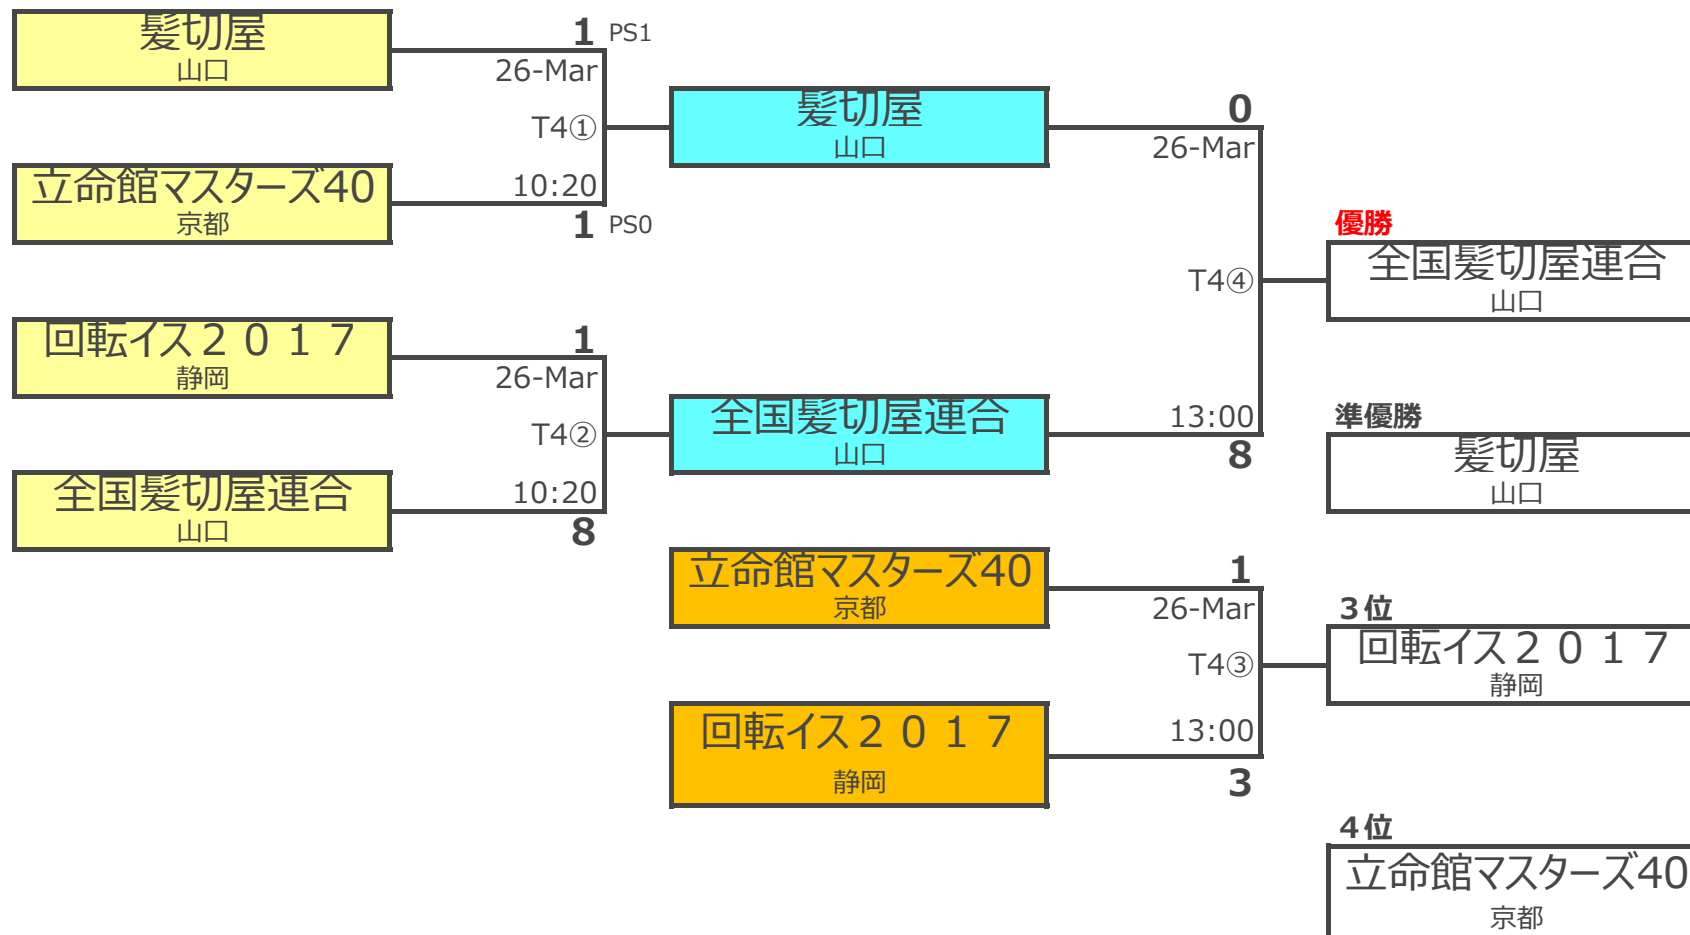 髪切屋
山口
1 PS1
26-Mar
T4①
10:20
立命館マスターズ40
京都
1 PS0
回転イス２０１７
静岡
1
26-Mar
T4②
10:20
全国髪切屋連合
山口
8
髪切屋
山口
0
26-Mar
T4④
13:00
全国髪切屋連合
山口
8
立命館マスターズ40
京都
1
26-Mar
T4③
13:00
回転イス２０１７
静岡
3
優勝
全国髪切屋連合
山口
準優勝
髪切屋
山口
３位
回転イス２０１７
静岡
４位
立命館マスターズ40
京都